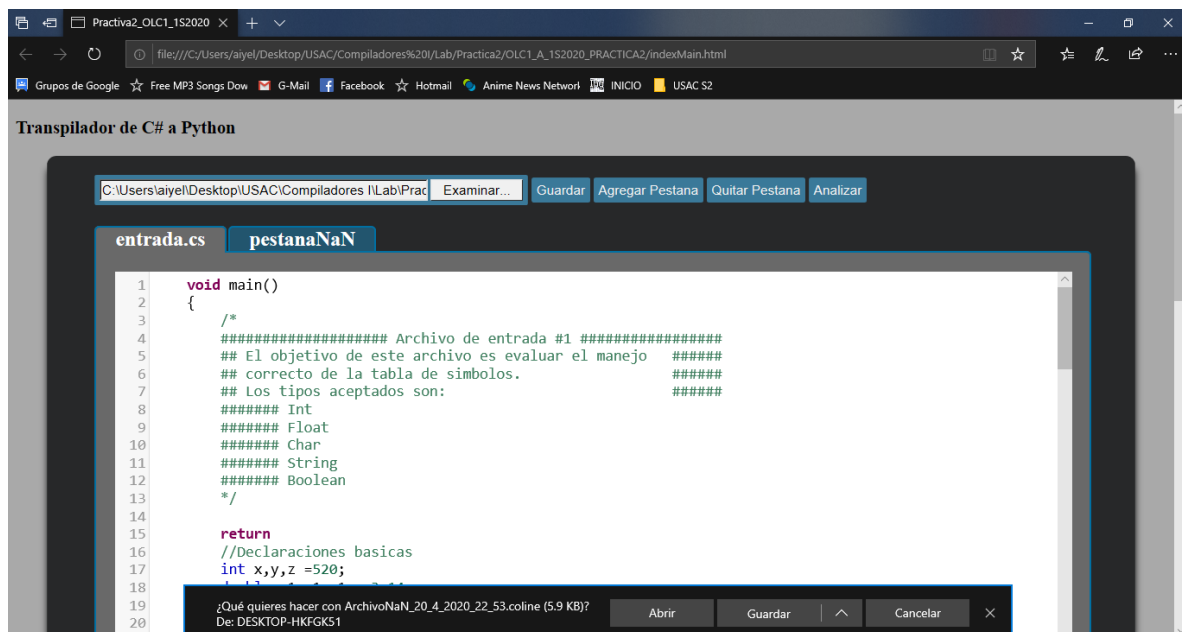 Practiva2_OLC1_1S2020
file:///C:/Users/aiyel/Desktop/USAC/Compiladores%20I/Lab/Practica2/OLC1_A_1S2020_PRACTICA2/indexMain.html
Grupos de Google Free MP3 Songs Dow G-Mail Facebook Hotmail Anime News Network INICIO USAC S2
Transpilador de C# a Python
C:\Users\aiyel\Desktop\USAC\Compiladores I\Lab\Prac Examinar... Guardar Agregar Pestana Quitar Pestana Analizar
entrada.cs pestanaNaN
1 void main()
2 {
3 /*
4 #################### Archivo de entrada #1 #################
5 ## El objetivo de este archivo es evaluar el manejo ######
6 ## correcto de la tabla de simbolos. ######
7 ## Los tipos aceptados son: ######
8 ####### Int
9 ####### Float
10 ####### Char
11 ####### String
12 ####### Boolean
13 */
14
15 return
16 //Declaraciones basicas
17 int x,y,z =520;
18
19
20
¿Qué quieres hacer con ArchivoNaN_20_4_2020_22_53.coline (5.9 KB)?
De: DESKTOP-HKFGK51
Abrir Guardar Cancelar